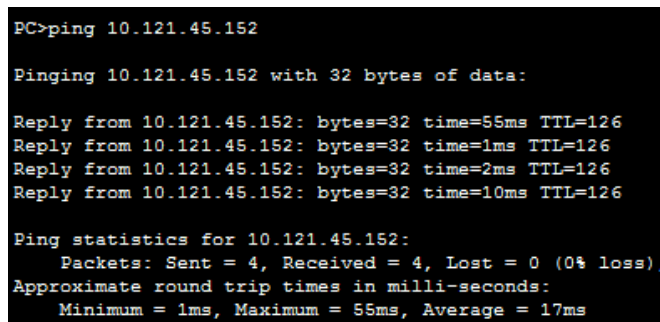 PC>ping 10.121.45.152
Pinging 10.121.45.152 with 32 bytes of data:
Reply from 10.121.45.152: bytes=32 time=55ms TTL=126
Reply from 10.121.45.152: bytes=32 time=1ms TTL=126
Reply from 10.121.45.152: bytes=32 time=2ms TTL=126
Reply from 10.121.45.152: bytes=32 time=10ms TTL=126
Ping statistics for 10.121.45.152:
Packets: Sent = 4, Received = 4, Lost = 0 (0% loss),
Approximate round trip times in milli-seconds:
Minimum = 1ms, Maximum = 55ms, Average = 17ms